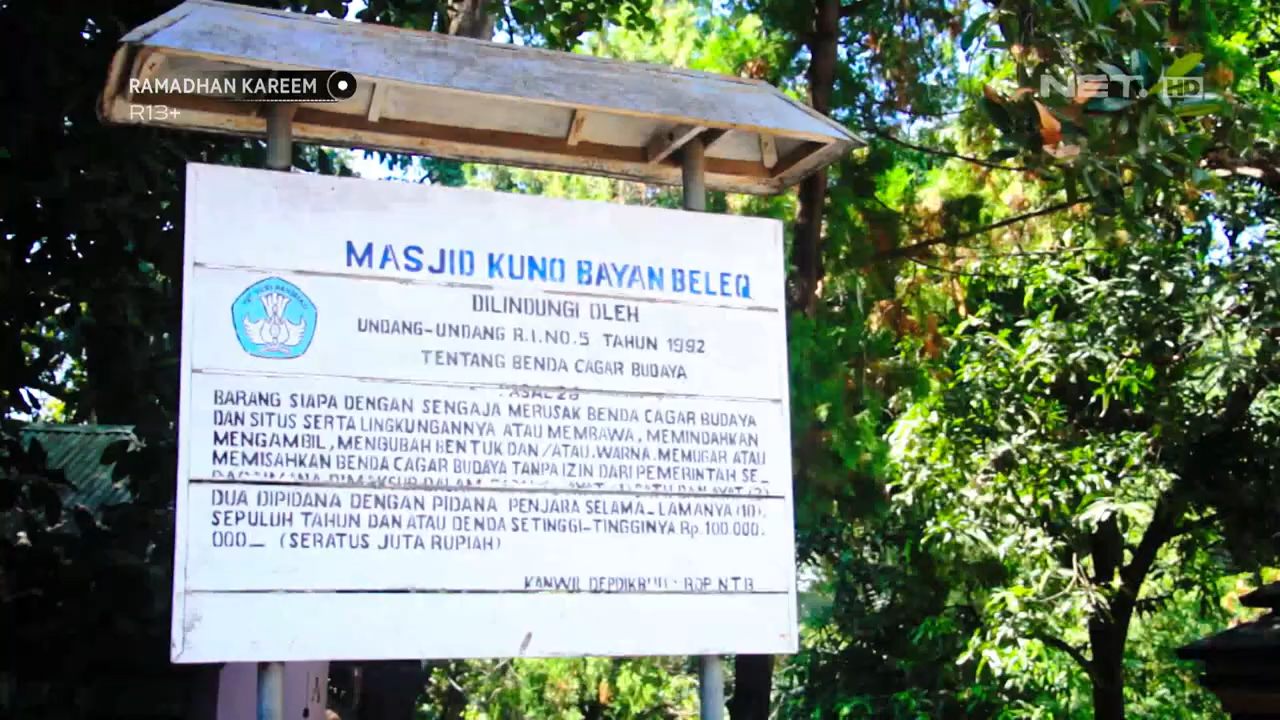 RAMADHAN KAREEM
R13+
NET. HD
MASJID KUNO BAYAN BELEQ
DILINDUNGI OLEH
UNDANG-UNDANG R.I.NO.5 TAHUN 1992
TENTANG BENDA CAGAR BUDAYA
PASAL 26
BARANG SIAPA DENGAN SENGAJA MERUSAK BENDA CAGAR BUDAYA
DAN SITUS SERTA LINGKUNGANNYA ATAU MEMBAWA, MEMINDAHKAN
MENGAMBIL, MENGUBAH BENTUK DAN/ATAU.WARNA.MEMUGAR ATAU
MEMISAHKAN BENDA CAGAR BUDAYA TANPA IZIN DARI PEMERINTAH SE_
DUA DIPIDANA DENGAN PIDANA PENJARA SELAMA_LAMANYA (10).
SEPULUH TAHUN DAN ATAU DENDA SETINGGI-TINGGINYA Rp.100.000.
000_ (SERATUS JUTA RUPIAH)
KANWIL